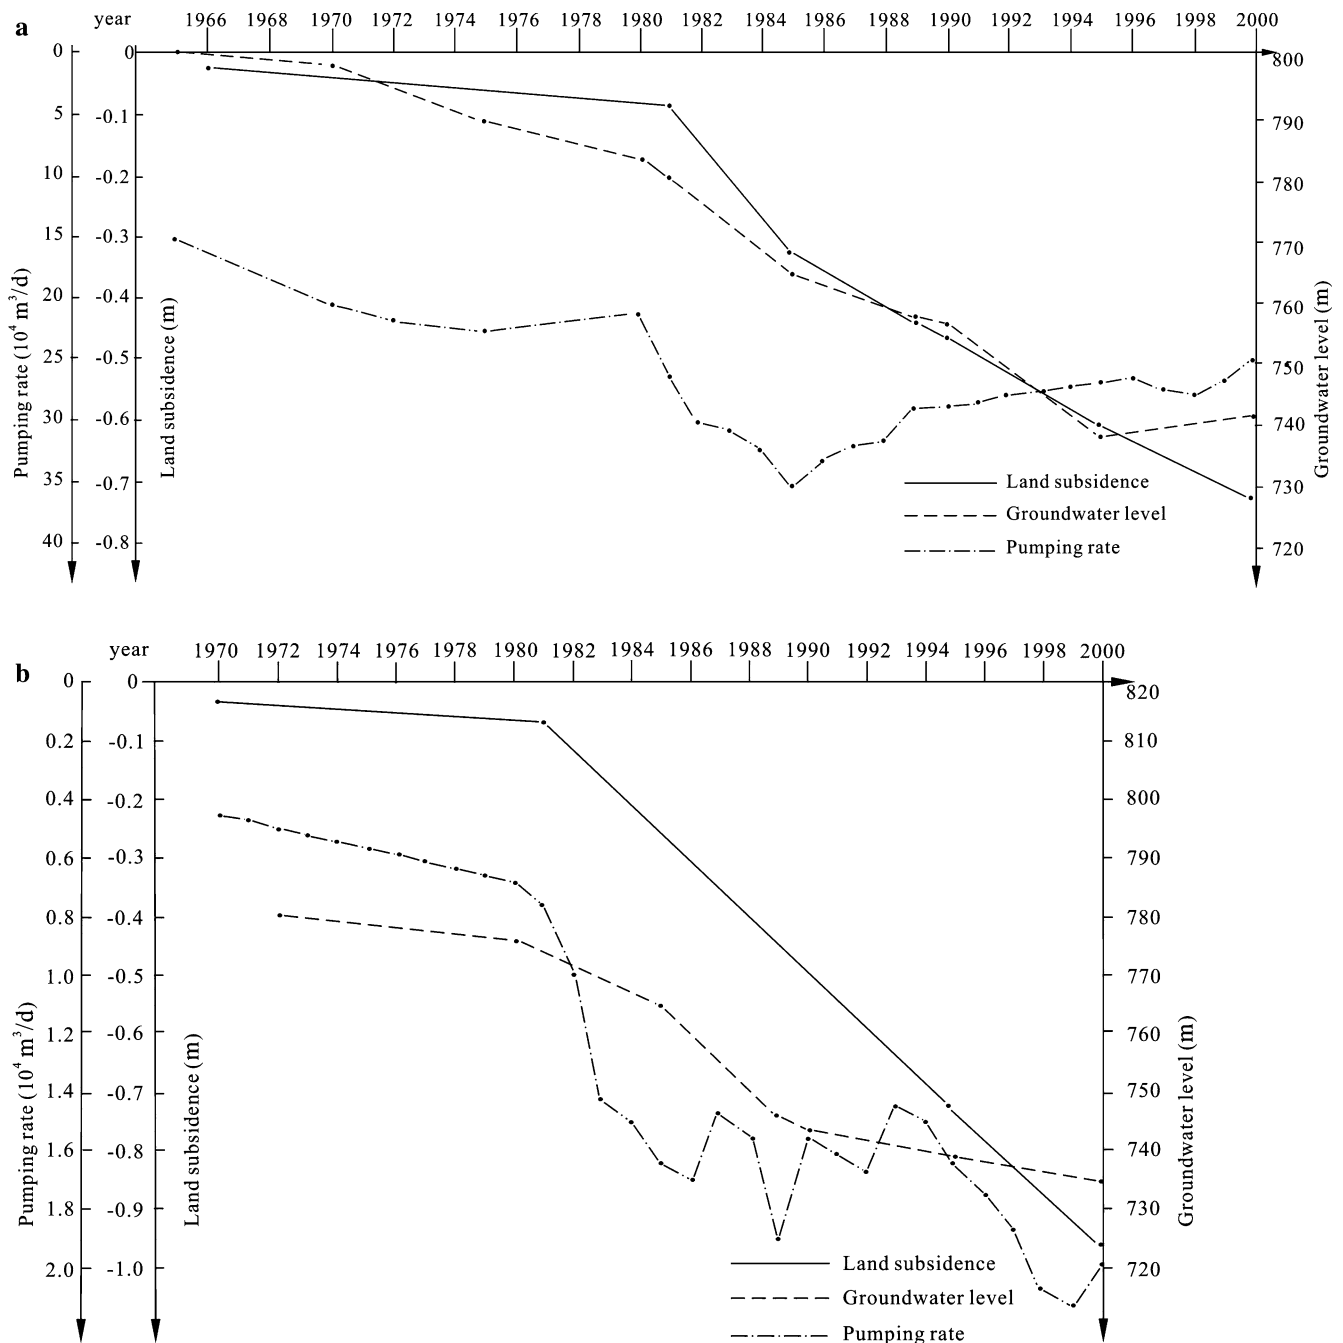 a
year 1966 1968 1970 1972 1974 1976 1978 1980 1982 1984 1986 1988 1990 1992 1994 1996 1998 2000
0 0 800
5 -0.1 790
10 -0.2 780
15 -0.3 770
20 -0.4 760
25 -0.5 750
30 -0.6 740
35 -0.7 730
40 -0.8 720
Pumping rate (10⁴ m³/d)
Land subsidence (m)
Groundwater level (m)
Land subsidence
Groundwater level
Pumping rate
b
year 1970 1972 1974 1976 1978 1980 1982 1984 1986 1988 1990 1992 1994 1996 1998 2000
0 0 820
0.2 -0.1 810
0.4 -0.2 800
0.6 -0.3 790
0.8 -0.4 780
1.0 -0.5 770
1.2 -0.6 760
1.4 -0.7 750
1.6 -0.8 740
1.8 -0.9 730
2.0 -1.0 720
Pumping rate (10⁴ m³/d)
Land subsidence (m)
Groundwater level (m)
Land subsidence
Groundwater level
Pumping rate